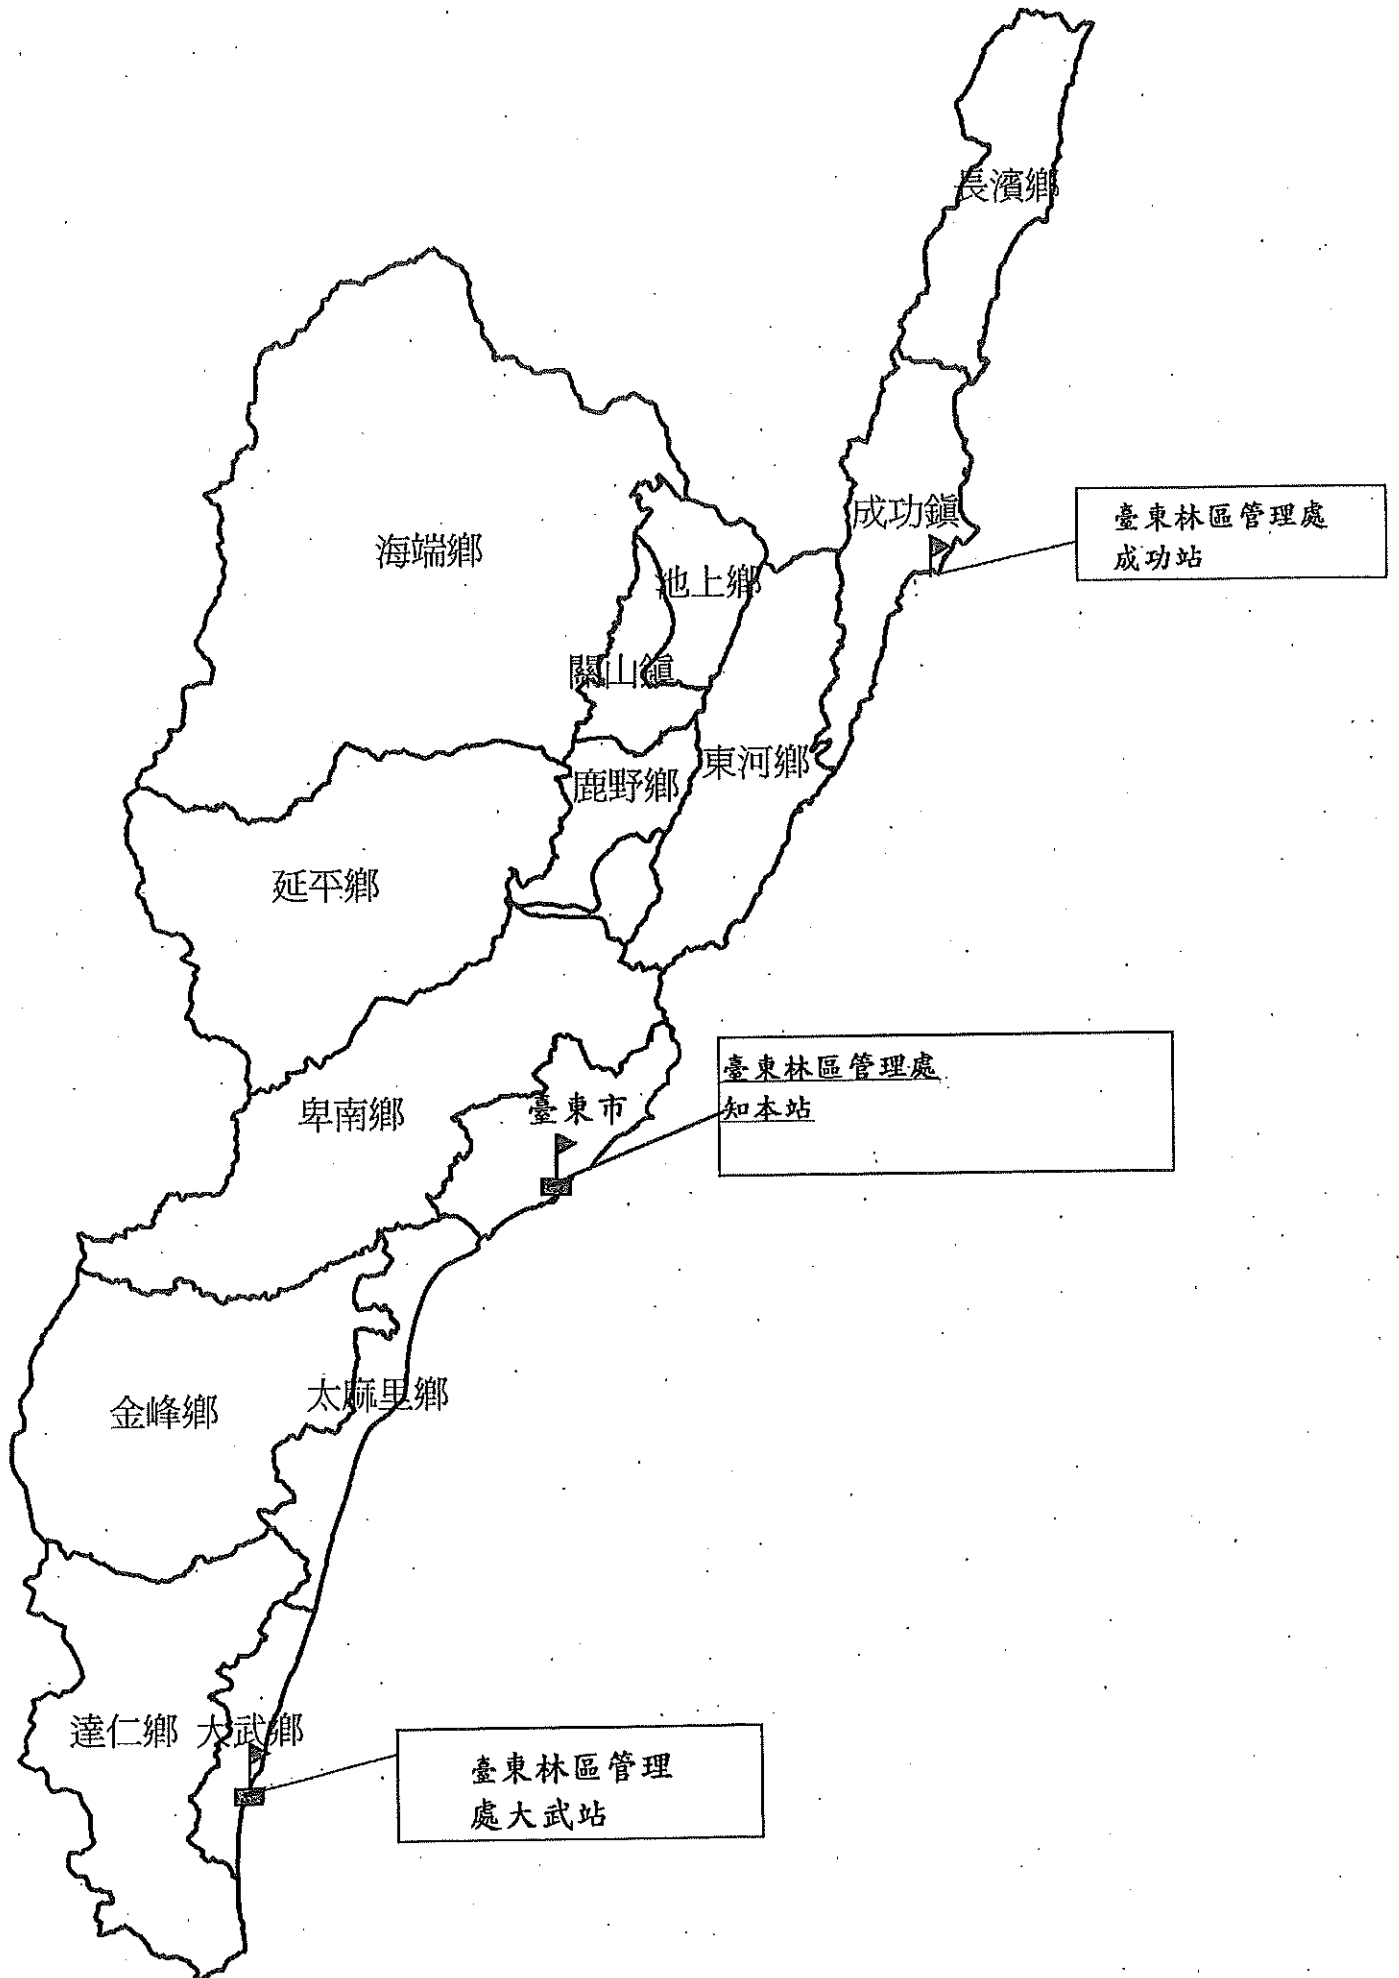 長濱鄉
成功鎮
臺東林區管理處
成功站
海端鄉
池上鄉
關山鎮
東河鄉
鹿野鄉
延平鄉
臺東林區管理處
知本站
臺東市
卑南鄉
太麻里鄉
金峰鄉
達仁鄉
大武鄉
臺東林區管理
處大武站